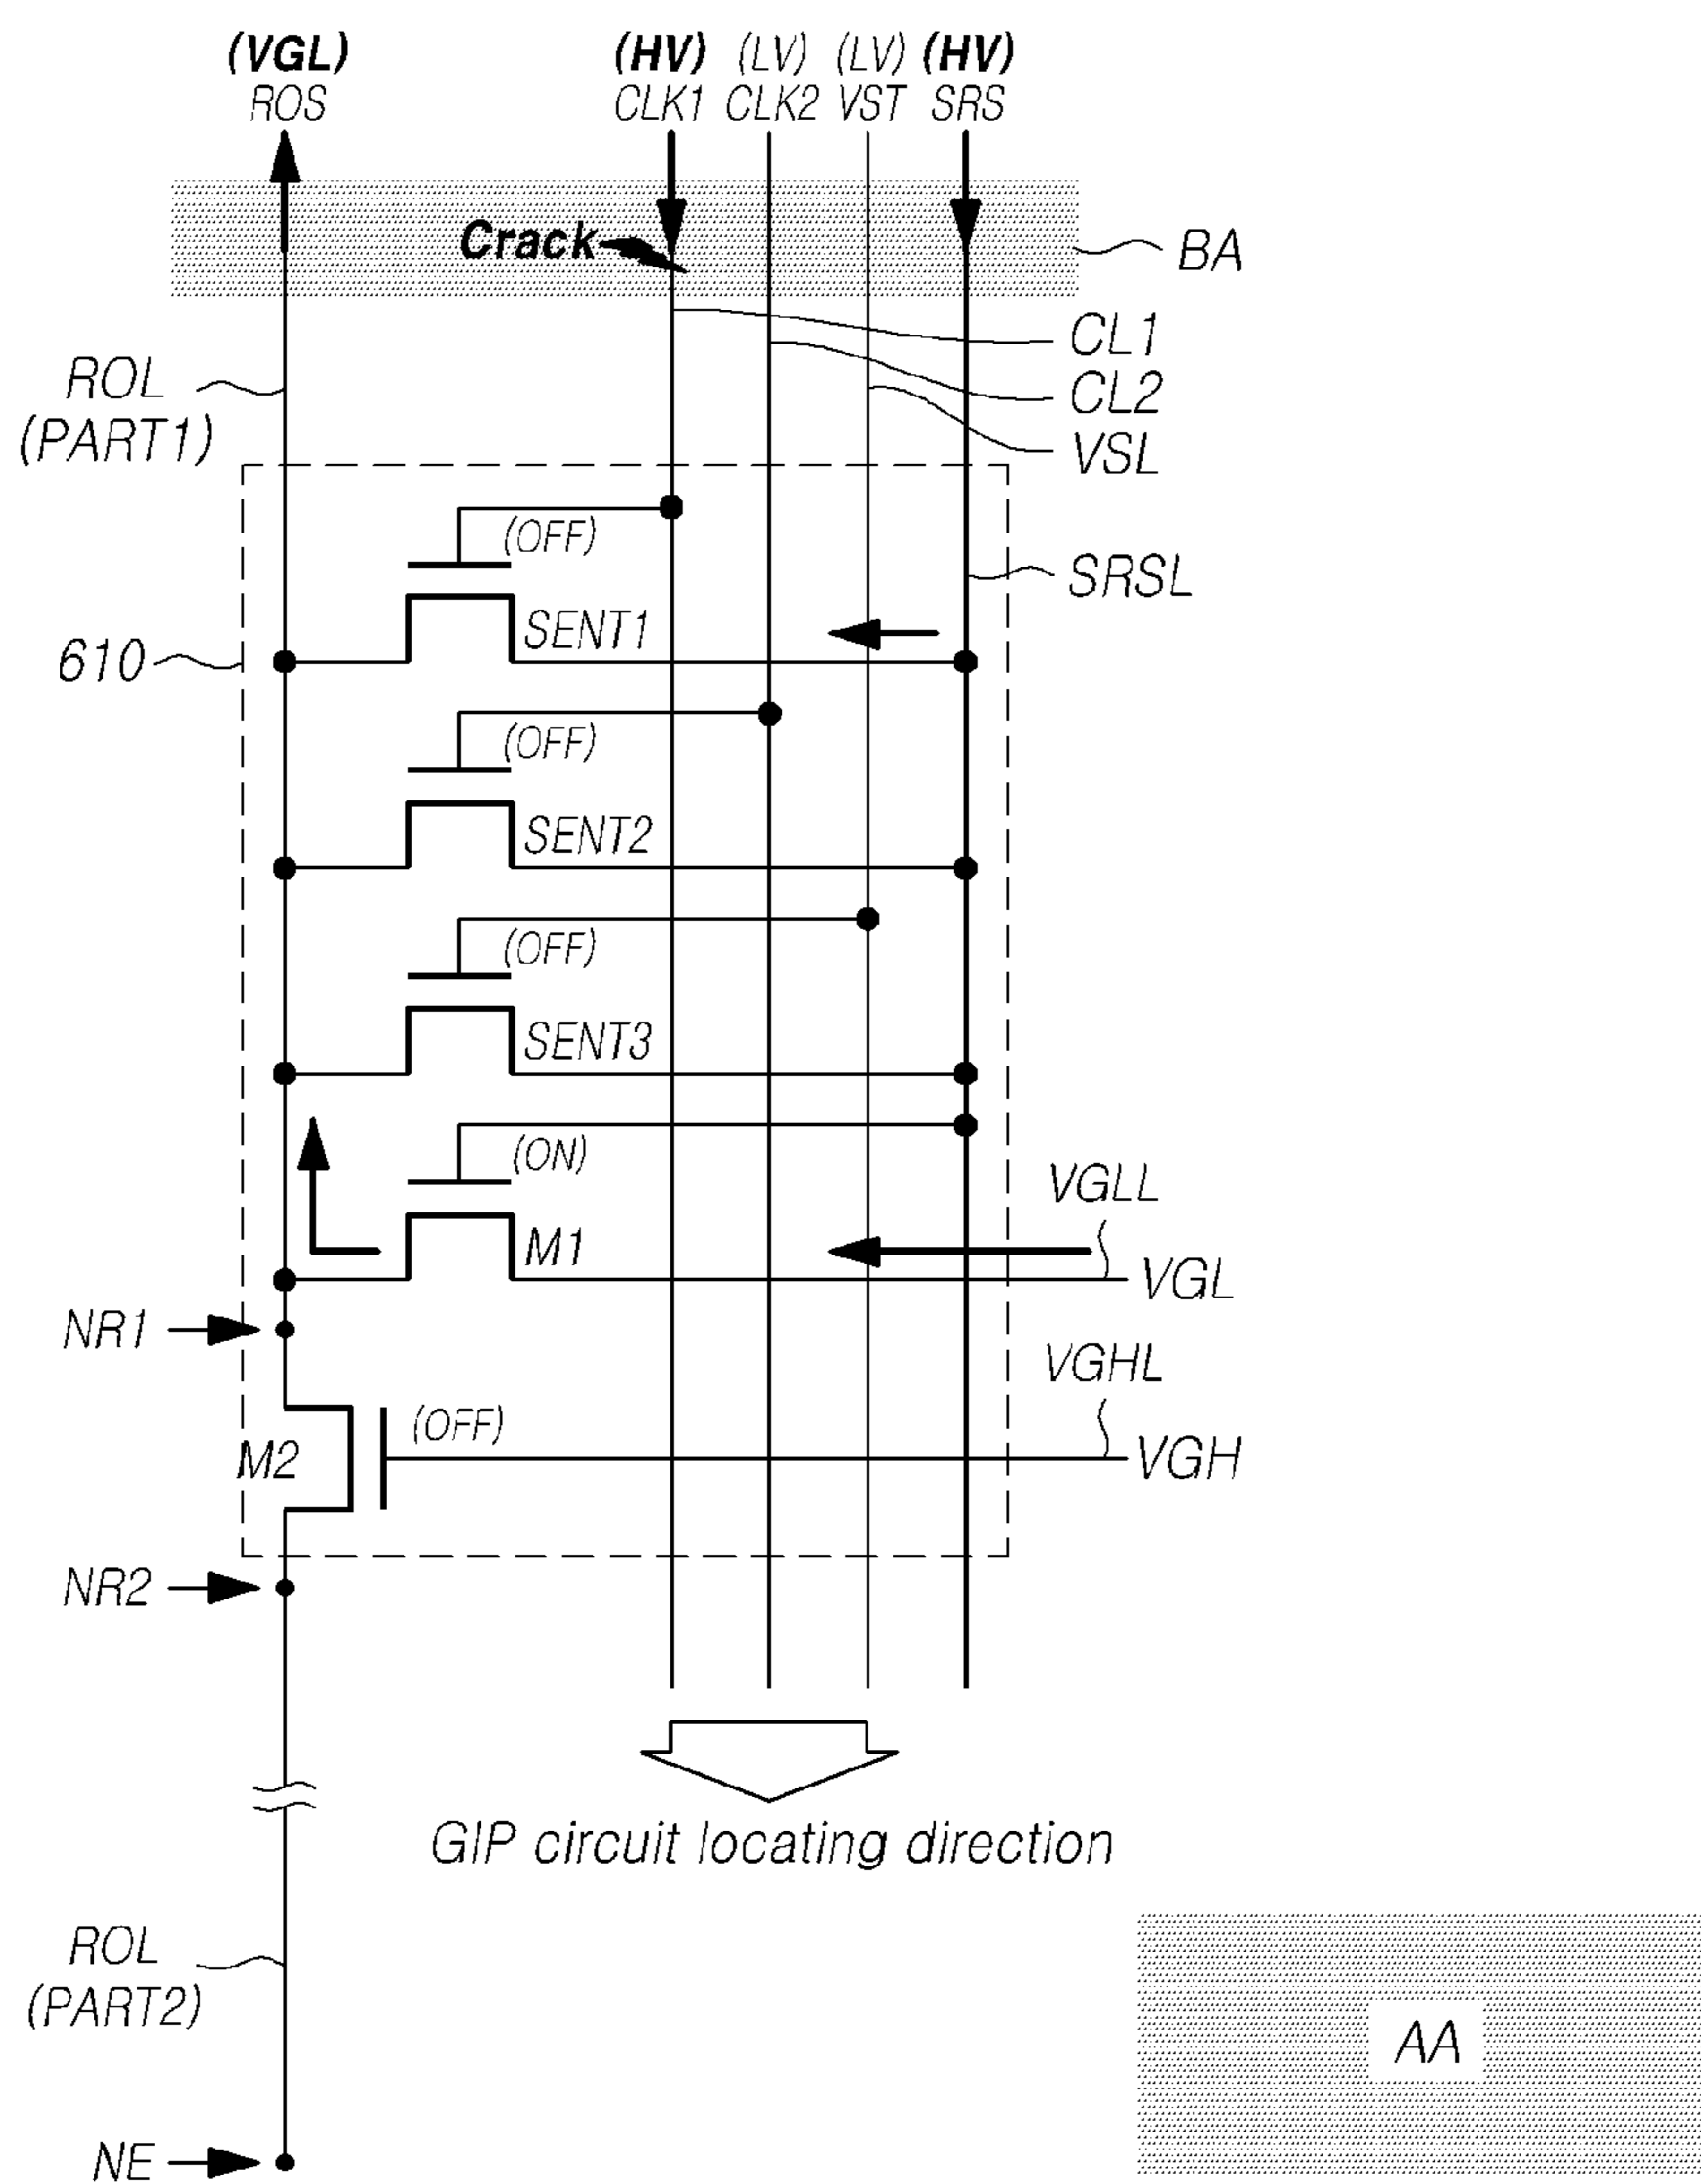 (VGL) (HV) (LV) (LV) (HV)
ROS CLK1 CLK2 VST SRS
Crack
BA
CL1
ROL
CL2
(PART1)
VSL
(OFF)
SRSL
SENT1
610
(OFF)
SENT2
(OFF)
SENT3
(ON)
VGLL
M1
VGL
NR1
VGHL
(OFF)
M2
VGH
NR2
GIP circuit locating direction
ROL
(PART2)
AA
NE